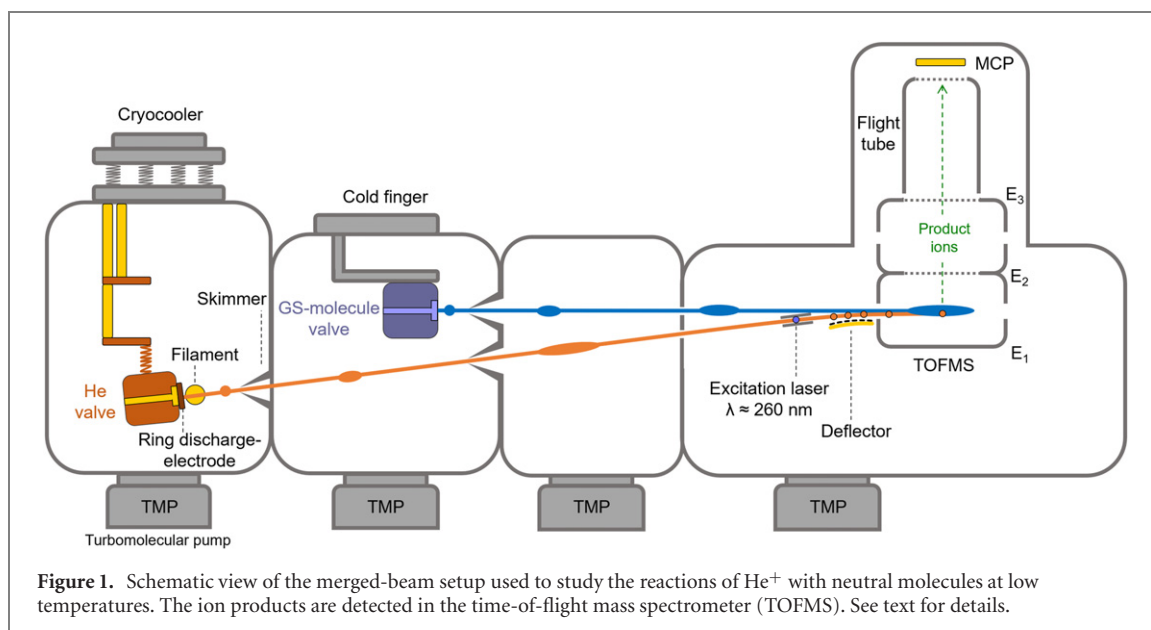 MCP
Cryocooler
Flight
tube
Cold finger
E3
Product
ions
Skimmer
E2
GS-molecule
valve
Filament
E1
TOFMS
He
valve
Excitation laser
λ ≈ 260 nm
Ring discharge-
electrode
Deflector
TMP
TMP
TMP
TMP
Turbomolecular pump
Figure 1. Schematic view of the merged-beam setup used to study the reactions of He+ with neutral molecules at low
temperatures. The ion products are detected in the time-of-flight mass spectrometer (TOFMS). See text for details.